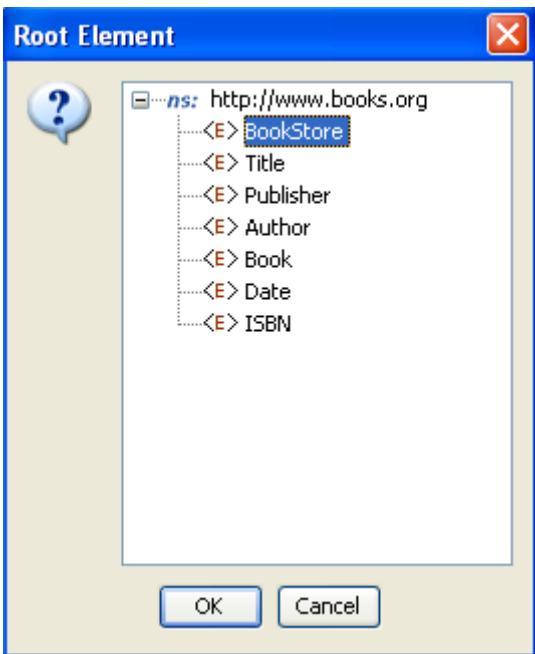 Root Element
ns: http://www.books.org
<E> BookStore
<E> Title
<E> Publisher
<E> Author
<E> Book
<E> Date
<E> ISBN
OK Cancel